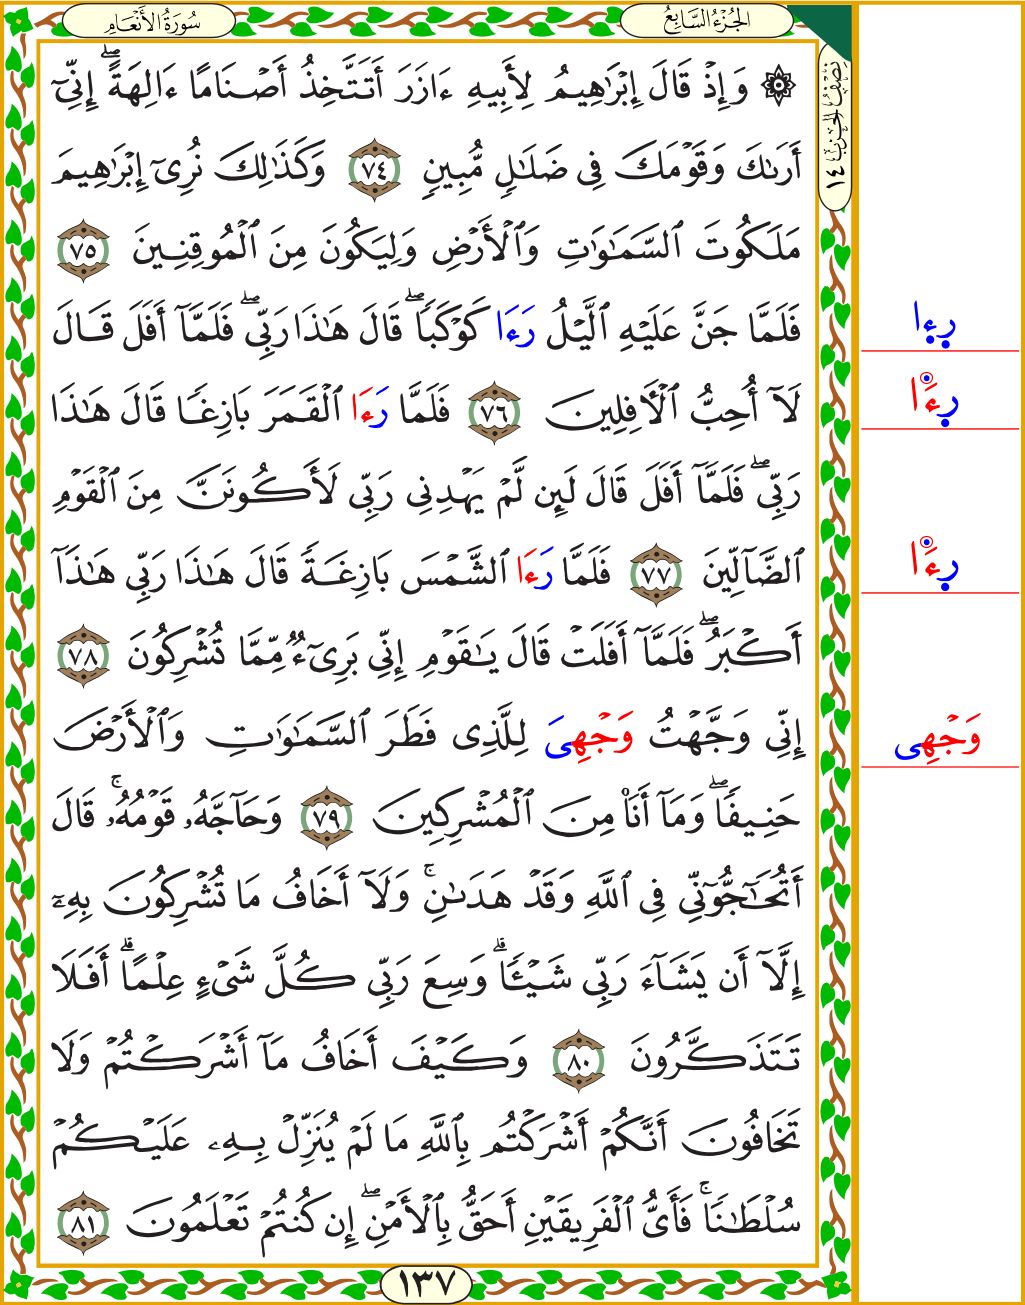 سُورَةُ الأَنْعَامِ
الجُزْءُ السَّابِعُ
نِصْفُ الحِزْبِ ١٤
۞ وَإِذْ قَالَ إِبْرَٰهِيمُ لِأَبِيهِ ءَازَرَ أَتَتَّخِذُ أَصْنَامًا ءَالِهَةً ۖ إِنِّىٓ
أَرَىٰكَ وَقَوْمَكَ فِى ضَلَٰلٍ مُّبِينٍ ٧٤ وَكَذَٰلِكَ نُرِىٓ إِبْرَٰهِيمَ
مَلَكُوتَ ٱلسَّمَٰوَٰتِ وَٱلْأَرْضِ وَلِيَكُونَ مِنَ ٱلْمُوقِنِينَ ٧٥
فَلَمَّا جَنَّ عَلَيْهِ ٱلَّيْلُ رَءَا كَوْكَبًا ۖ قَالَ هَٰذَا رَبِّى ۖ فَلَمَّآ أَفَلَ قَالَ
لَآ أُحِبُّ ٱلْأٓفِلِينَ ٧٦ فَلَمَّا رَءَا ٱلْقَمَرَ بَازِغًا قَالَ هَٰذَا
رَبِّى ۖ فَلَمَّآ أَفَلَ قَالَ لَئِن لَّمْ يَهْدِنِى رَبِّى لَأَكُونَنَّ مِنَ ٱلْقَوْمِ
ٱلضَّآلِّينَ ٧٧ فَلَمَّا رَءَا ٱلشَّمْسَ بَازِغَةً قَالَ هَٰذَا رَبِّى هَٰذَآ
أَكْبَرُ ۖ فَلَمَّآ أَفَلَتْ قَالَ يَٰقَوْمِ إِنِّى بَرِىٓءٌ مِّمَّا تُشْرِكُونَ ٧٨
إِنِّى وَجَّهْتُ وَجْهِىَ لِلَّذِى فَطَرَ ٱلسَّمَٰوَٰتِ وَٱلْأَرْضَ
حَنِيفًا ۖ وَمَآ أَنَا۠ مِنَ ٱلْمُشْرِكِينَ ٧٩ وَحَآجَّهُۥ قَوْمُهُۥ ۚ قَالَ
أَتُحَٰٓجُّوٓنِّى فِى ٱللَّهِ وَقَدْ هَدَىٰنِ ۚ وَلَآ أَخَافُ مَا تُشْرِكُونَ بِهِۦٓ
إِلَّآ أَن يَشَآءَ رَبِّى شَيْـًٔا ۗ وَسِعَ رَبِّى كُلَّ شَىْءٍ عِلْمًا ۗ أَفَلَا
تَتَذَكَّرُونَ ٨٠ وَكَيْفَ أَخَافُ مَآ أَشْرَكْتُمْ وَلَا
تَخَافُونَ أَنَّكُمْ أَشْرَكْتُم بِٱللَّهِ مَا لَمْ يُنَزِّلْ بِهِۦ عَلَيْكُمْ
سُلْطَٰنًا ۚ فَأَىُّ ٱلْفَرِيقَيْنِ أَحَقُّ بِٱلْأَمْنِ ۖ إِن كُنتُمْ تَعْلَمُونَ ٨١
١٣٧
رءا
رءَا
رءَا
وَجْهِى